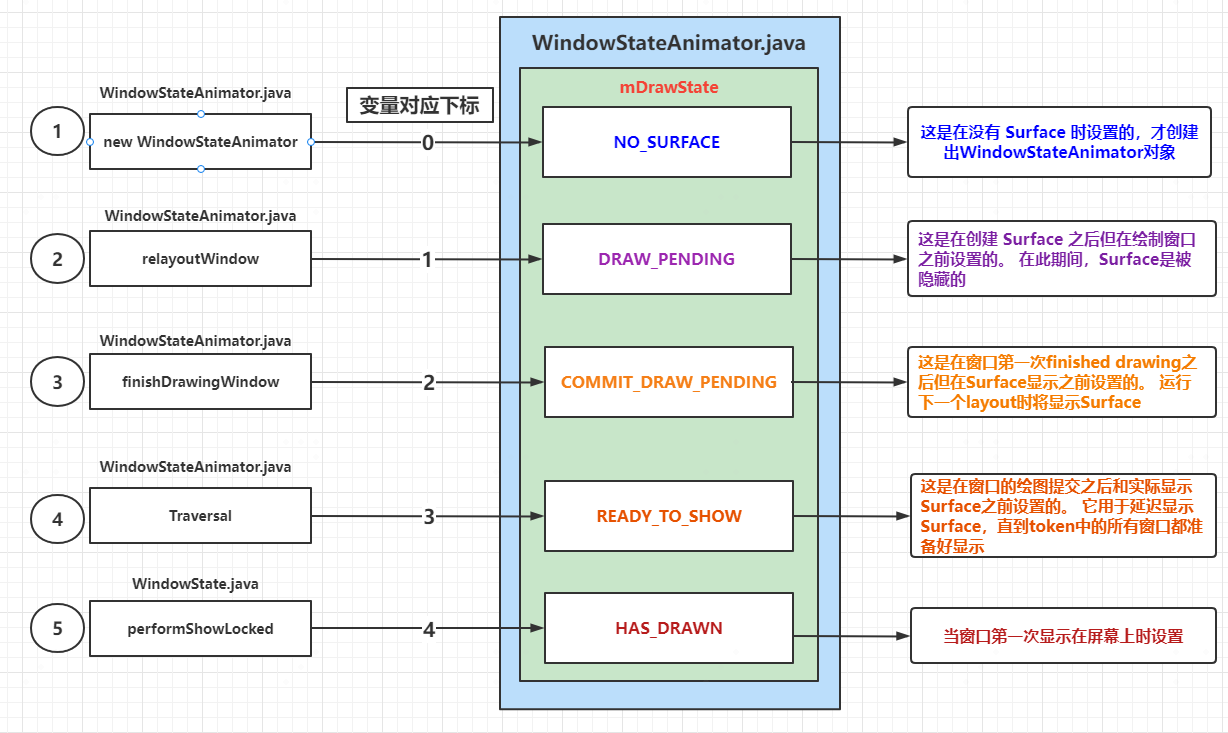 WindowStateAnimator.java
mDrawState
变量对应下标
WindowStateAnimator.java
1
new WindowStateAnimator
0
NO_SURFACE
这是在没有 Surface 时设置的，才创建
出WindowStateAnimator对象
WindowStateAnimator.java
2
relayoutWindow
1
DRAW_PENDING
这是在创建 Surface 之后但在绘制窗口
之前设置的。 在此期间，Surface是被
隐藏的
WindowStateAnimator.java
3
finishDrawingWindow
2
COMMIT_DRAW_PENDING
这是在窗口第一次finished drawing之
后但在Surface显示之前设置的。 运行
下一个layout时将显示Surface
WindowStateAnimator.java
4
Traversal
3
READY_TO_SHOW
这是在窗口的绘图提交之后和实际显示
Surface之前设置的。 它用于延迟显示
Surface，直到token中的所有窗口都准
备好显示
WindowState.java
5
performShowLocked
4
HAS_DRAWN
当窗口第一次显示在屏幕上时设置